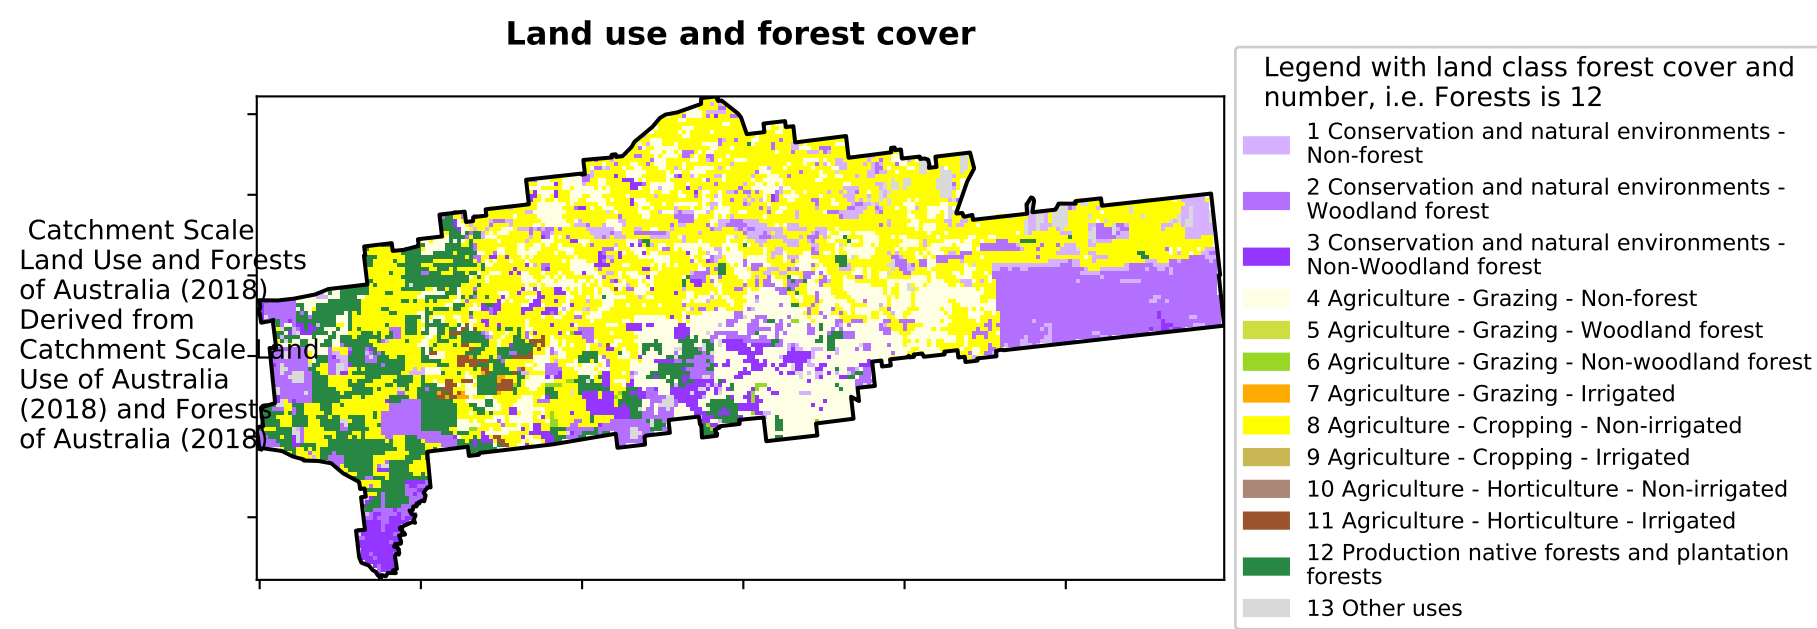 Land use and forest cover
Catchment Scale
Land Use and Forests
of Australia (2018)
Derived from
Catchment Scale Land
Use of Australia
(2018) and Forests
of Australia (2018)
Legend with land class forest cover and
number, i.e. Forests is 12
1 Conservation and natural environments -
Non-forest
2 Conservation and natural environments -
Woodland forest
3 Conservation and natural environments -
Non-Woodland forest
4 Agriculture - Grazing - Non-forest
5 Agriculture - Grazing - Woodland forest
6 Agriculture - Grazing - Non-woodland forest
7 Agriculture - Grazing - Irrigated
8 Agriculture - Cropping - Non-irrigated
9 Agriculture - Cropping - Irrigated
10 Agriculture - Horticulture - Non-irrigated
11 Agriculture - Horticulture - Irrigated
12 Production native forests and plantation
forests
13 Other uses